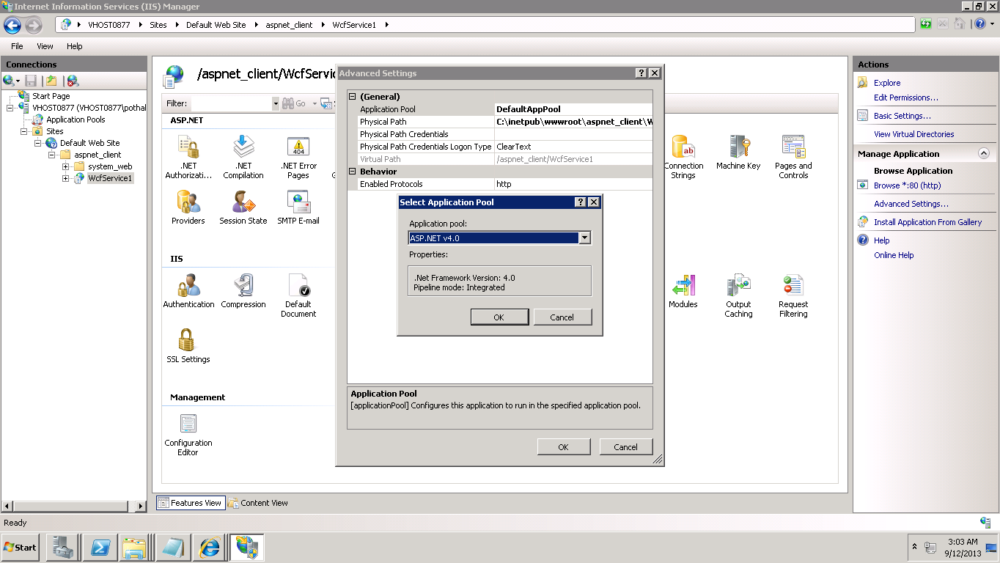 Internet Information Services (IIS) Manager
VHOST0877 Sites Default Web Site aspnet_client WcfService1
File View Help
Connections
Start Page
VHOST0877 (VHOST0877\pothal
Application Pools
Sites
Default Web Site
aspnet_client
system_web
WcfService1
/aspnet_client/WcfServic
Filter: Go
ASP.NET
.NET Authorizati...
.NET Compilation
.NET Error Pages
404
Providers
Session State
SMTP E-mail
Connection Strings
ab
Machine Key
Pages and Controls
IIS
Authentication
Compression
Default Document
Modules
Output Caching
Request Filtering
SSL Settings
Management
Configuration Editor
Advanced Settings
(General)
Application Pool DefaultAppPool
Physical Path C:\inetpub\wwwroot\aspnet_client\W
Physical Path Credentials
Physical Path Credentials Logon Type ClearText
Virtual Path /aspnet_client/WcfService1
Behavior
Enabled Protocols http
Select Application Pool
Application pool:
ASP.NET v4.0
Properties:
.Net Framework Version: 4.0
Pipeline mode: Integrated
OK Cancel
Application Pool
[applicationPool] Configures this application to run in the specified application pool.
OK Cancel
Actions
Explore
Edit Permissions...
Basic Settings...
View Virtual Directories
Manage Application
Browse Application
Browse *:80 (http)
Advanced Settings...
Install Application From Gallery
Help
Online Help
Features View Content View
Ready
Start
3:03 AM
9/12/2013